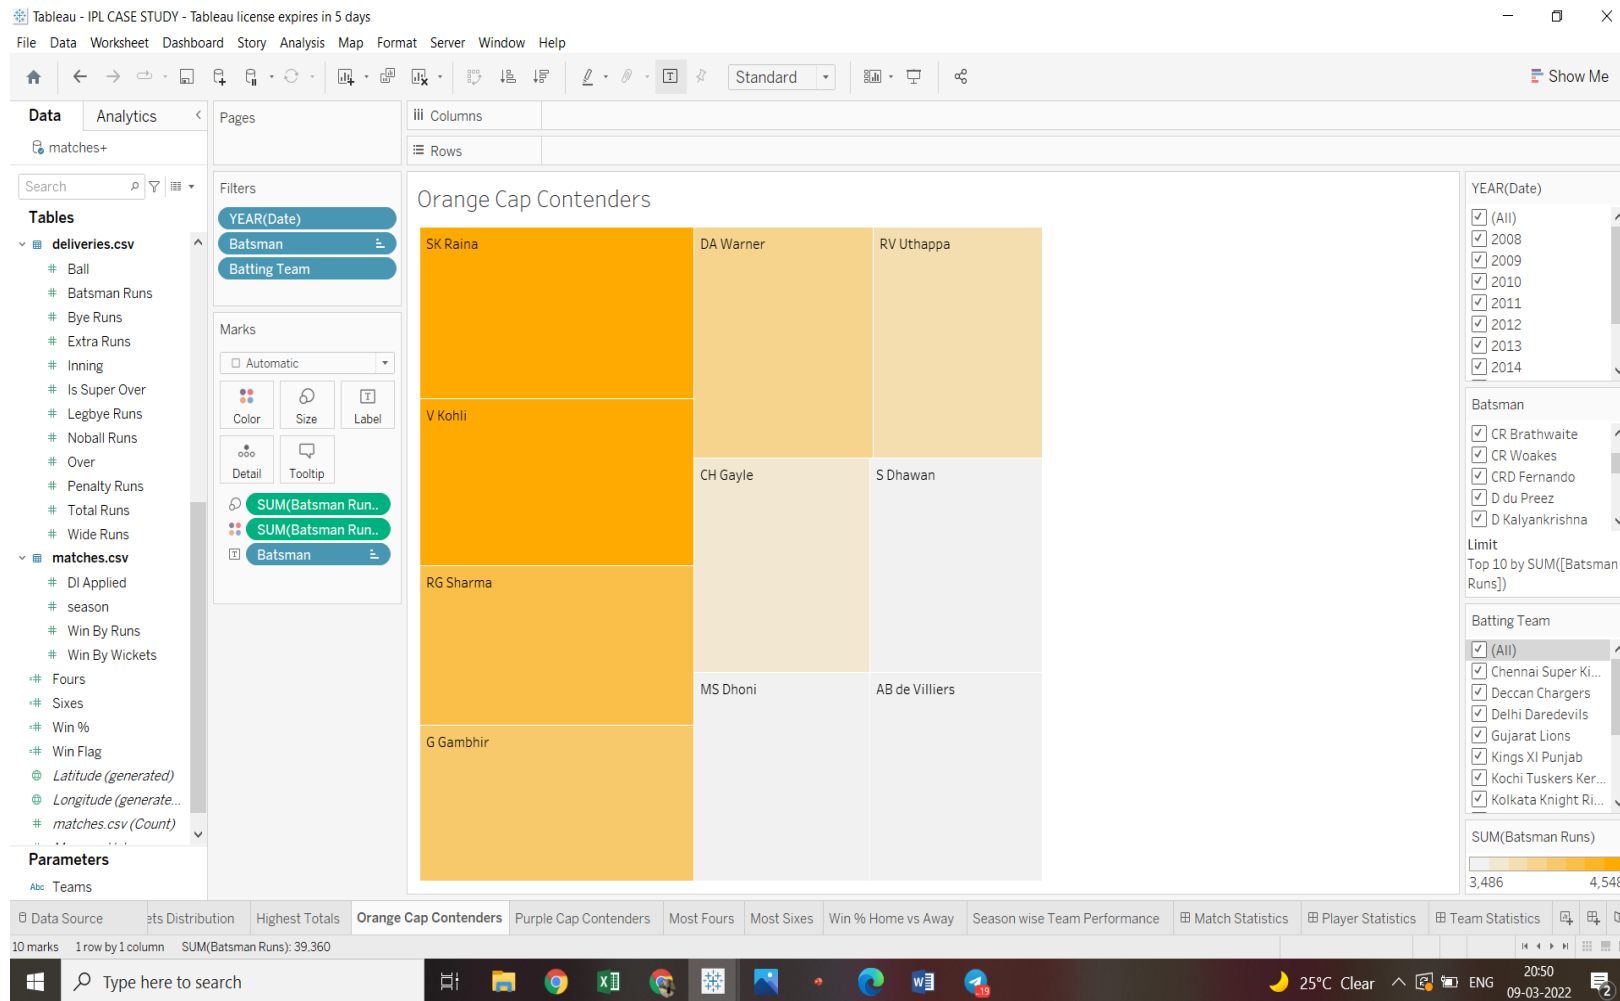 Tableau - IPL CASE STUDY - Tableau license expires in 5 days
File Data Worksheet Dashboard Story Analysis Map Format Server Window Help
Standard
Show Me
Data Analytics
matches+
Search
Tables
deliveries.csv
Ball
Batsman Runs
Bye Runs
Extra Runs
Inning
Is Super Over
Legbye Runs
Noball Runs
Over
Penalty Runs
Total Runs
Wide Runs
matches.csv
Dl Applied
season
Win By Runs
Win By Wickets
Fours
Sixes
Win %
Win Flag
Latitude (generated)
Longitude (generate...
matches.csv (Count)
Parameters
Abc Teams
Pages
Filters
YEAR(Date)
Batsman
Batting Team
Marks
Automatic
Color Size Label
Detail Tooltip
SUM(Batsman Run..
SUM(Batsman Run..
Batsman
Columns
Rows
Orange Cap Contenders
SK Raina
V Kohli
RG Sharma
G Gambhir
DA Warner
RV Uthappa
CH Gayle
S Dhawan
MS Dhoni
AB de Villiers
YEAR(Date)
(All)
2008
2009
2010
2011
2012
2013
2014
Batsman
CR Brathwaite
CR Woakes
CRD Fernando
D du Preez
D Kalyankrishna
Limit
Top 10 by SUM([Batsman
Runs])
Batting Team
(All)
Chennai Super Ki...
Deccan Chargers
Delhi Daredevils
Gujarat Lions
Kings XI Punjab
Kochi Tuskers Ker...
Kolkata Knight Ri...
SUM(Batsman Runs)
3,486 4,548
Data Source ets Distribution Highest Totals Orange Cap Contenders Purple Cap Contenders Most Fours Most Sixes Win % Home vs Away Season wise Team Performance Match Statistics Player Statistics Team Statistics
10 marks 1 row by 1 column SUM(Batsman Runs): 39,360
Type here to search
19
25°C Clear
ENG
20:50
09-03-2022
2